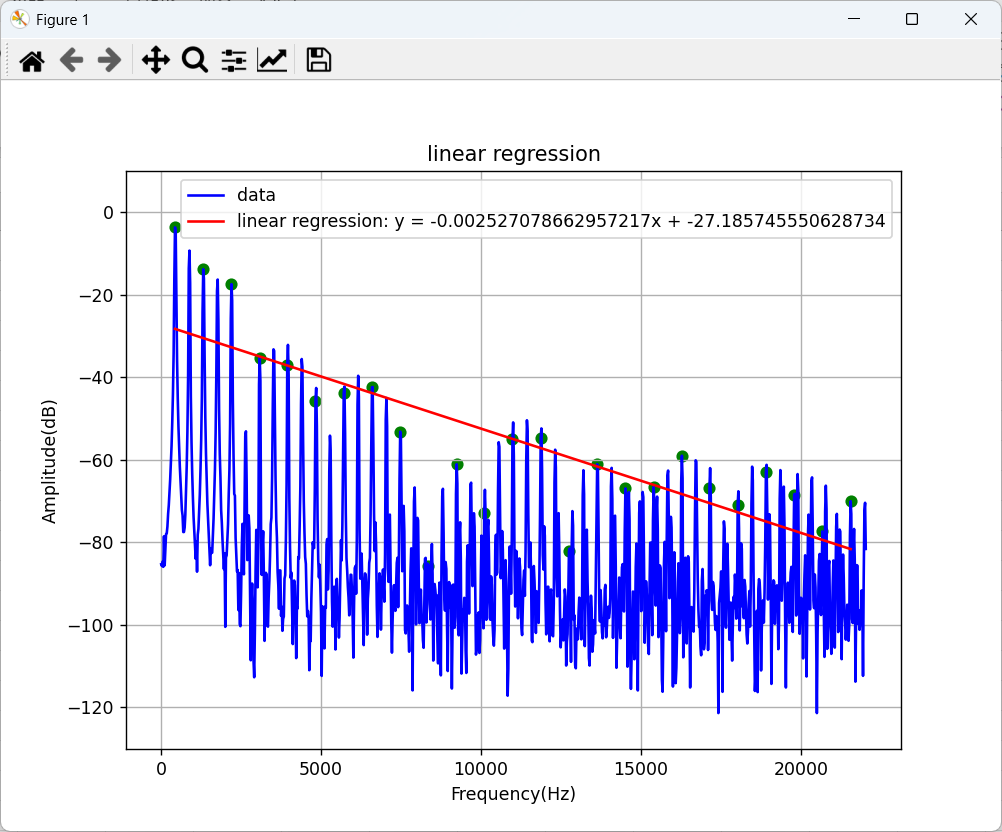 Figure 1
linear regression
data
linear regression: y = -0.002527078662957217x + -27.185745550628734
0
−20
−40
−60
−80
−100
−120
Amplitude(dB)
0 5000 10000 15000 20000
Frequency(Hz)